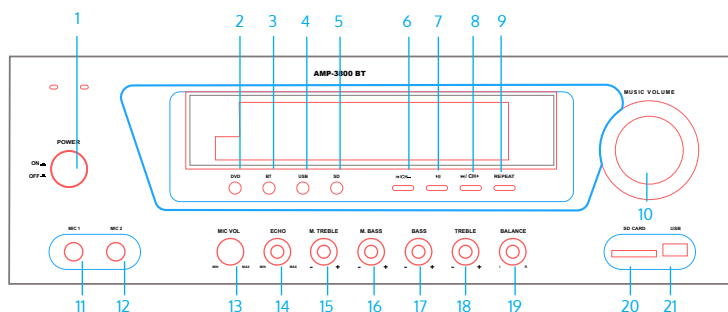 1 2 3 4 5 6 7 8 9
AMP-3800 BT
MUSIC VOLUME
POWER
ON
OFF
DVD BT USB SD /CH- /CH+ REPEAT
10
MIC 1 MIC 2 MIC VOL ECHO M. TREBLE M. BASS BASS TREBLE BALANCE SD CARD USB
MIN MAX MIN MAX - + - + - + - + R
11 12 13 14 15 16 17 18 19 20 21